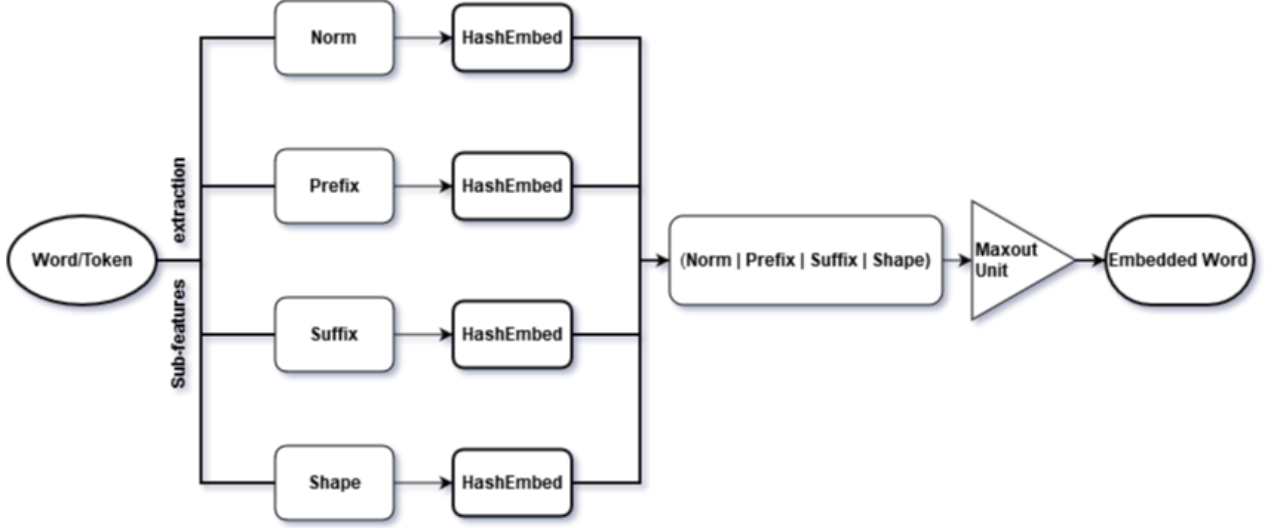 Norm
HashEmbed
Prefix
HashEmbed
Sub-features extraction
Word/Token
(Norm | Prefix | Suffix | Shape)
Maxout
Unit
Embedded Word
Suffix
HashEmbed
Shape
HashEmbed